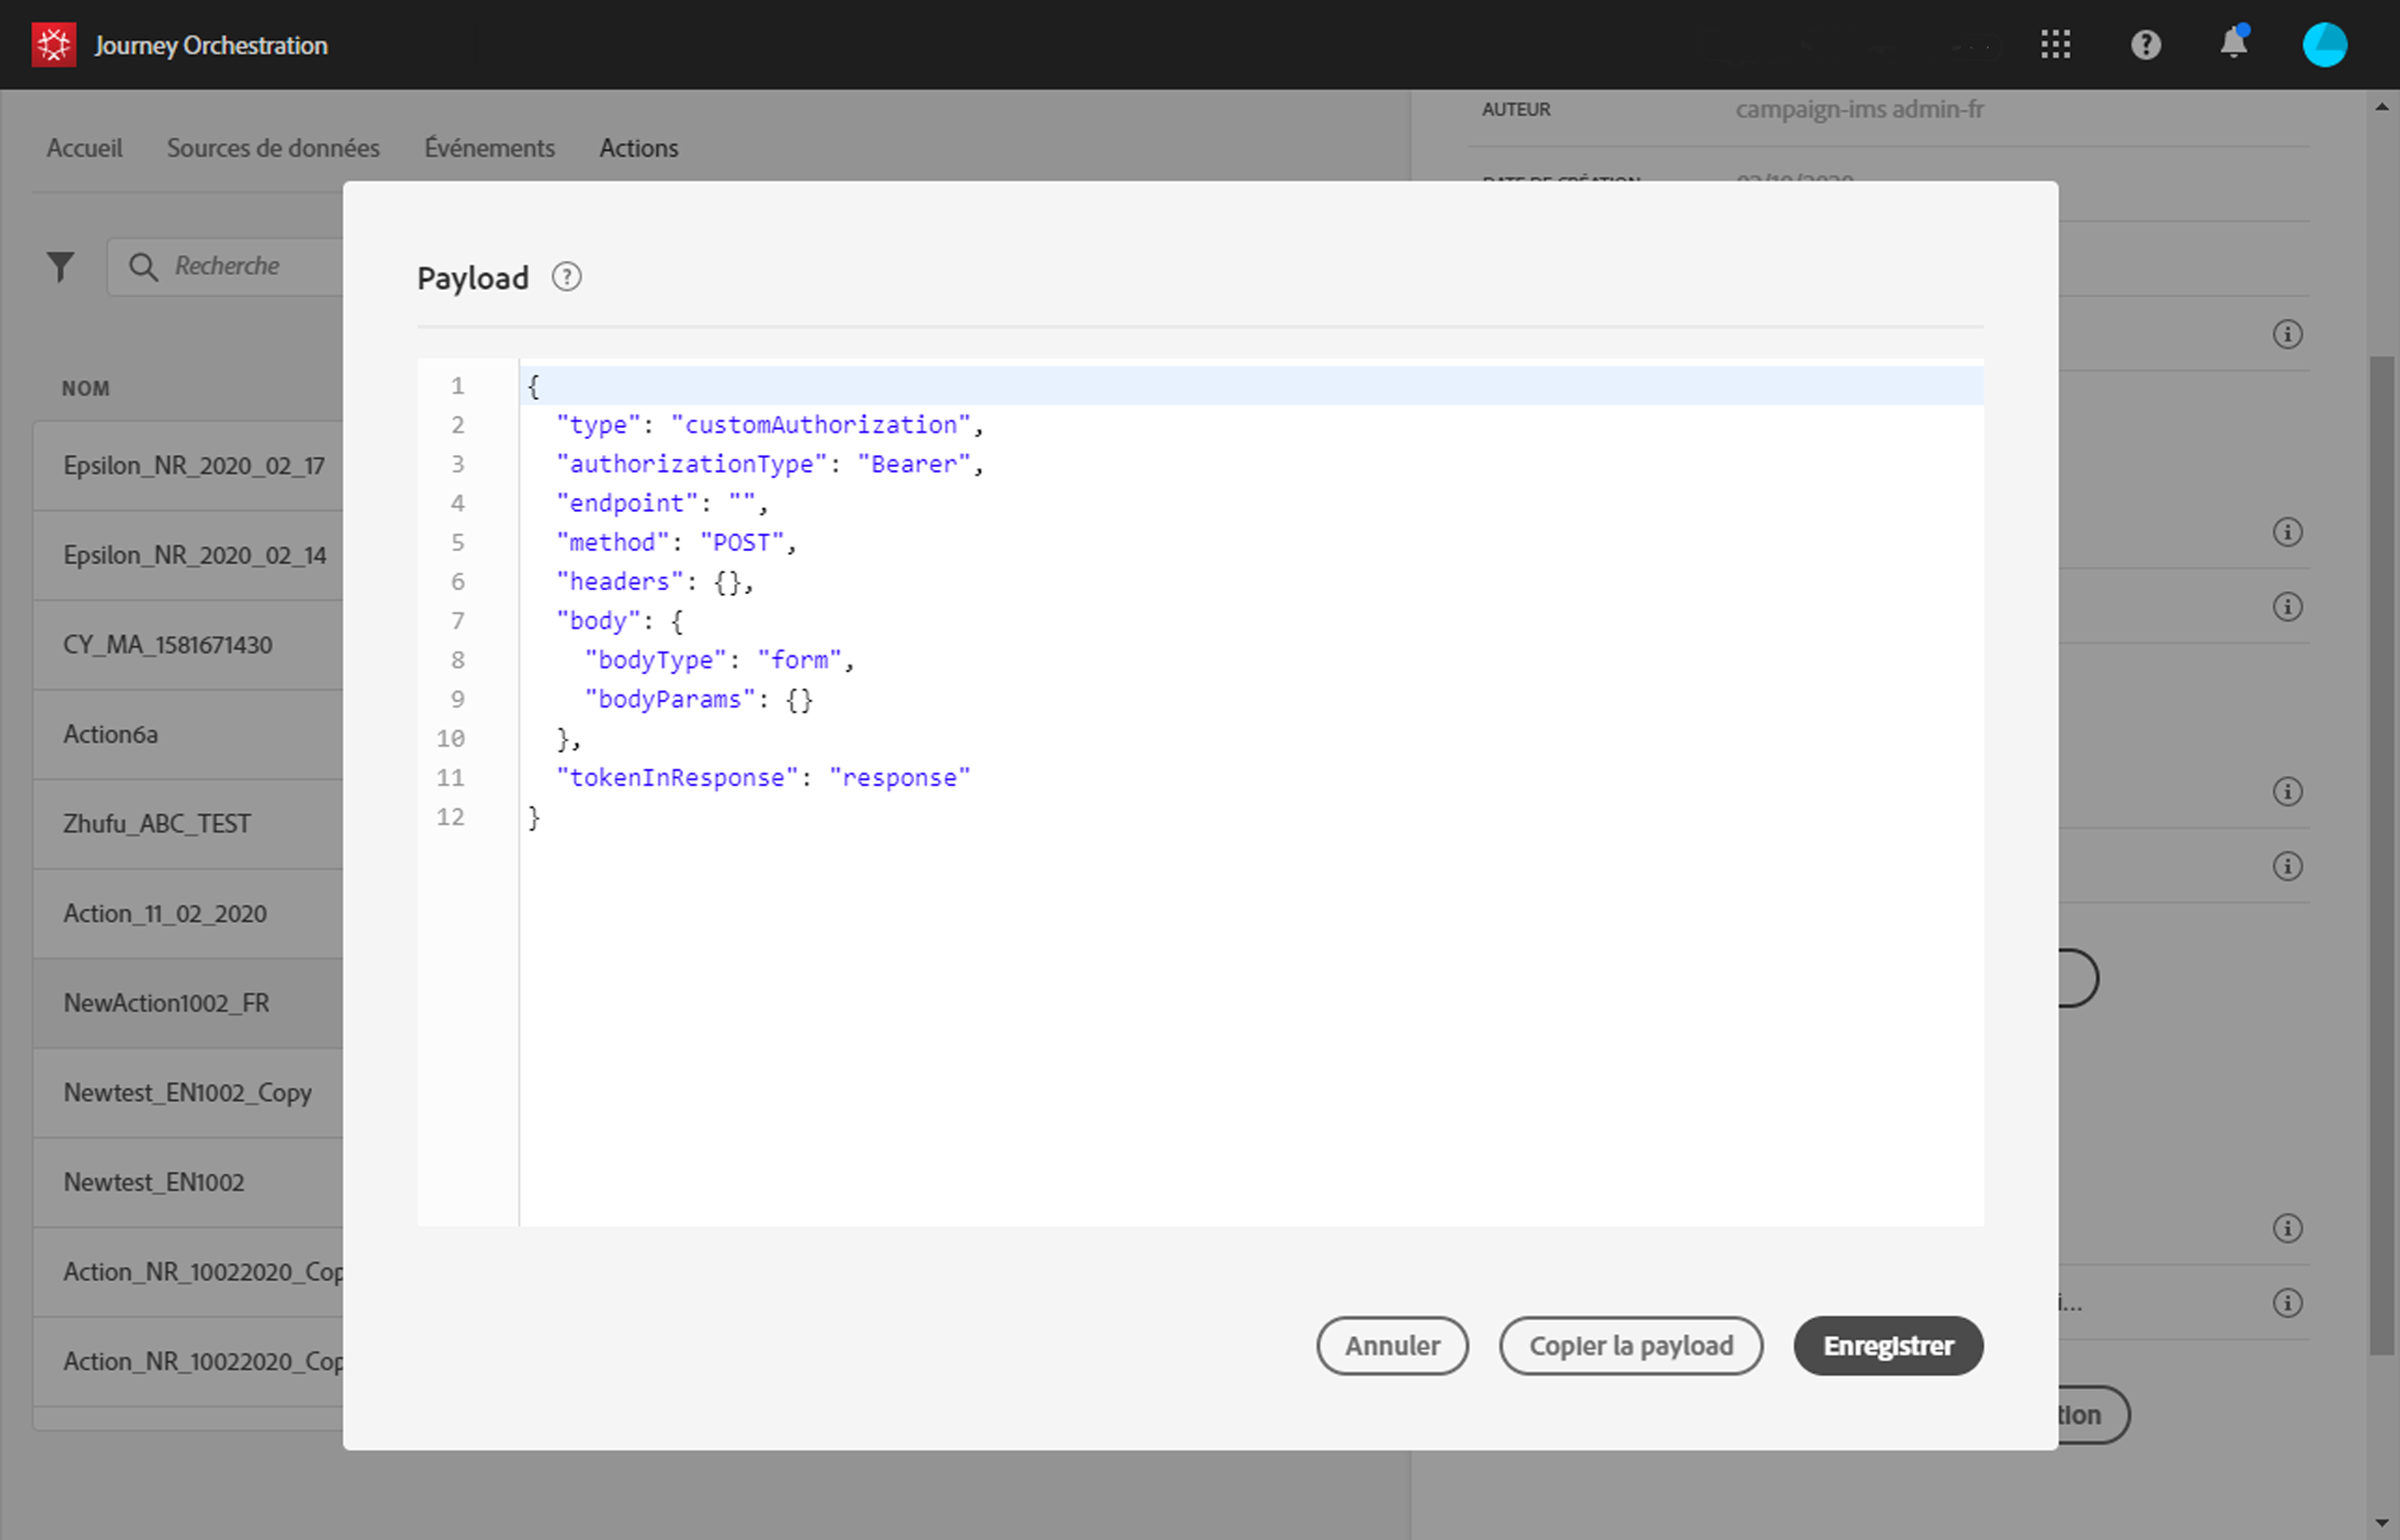 Journey Orchestration
Accueil Sources de données Événements Actions
AUTEUR campaign-ims admin-fr
DATE DE CRÉATION 02/10/2020
Recherche
NOM
Epsilon_NR_2020_02_17
Epsilon_NR_2020_02_14
CY_MA_1581671430
Action6a
Zhufu_ABC_TEST
Action_11_02_2020
NewAction1002_FR
Newtest_EN1002_Copy
Newtest_EN1002
Action_NR_10022020_Cop
Action_NR_10022020_Cop
Payload ?
1 {
2 "type": "customAuthorization",
3 "authorizationType": "Bearer",
4 "endpoint": "",
5 "method": "POST",
6 "headers": {},
7 "body": {
8 "bodyType": "form",
9 "bodyParams": {}
10 },
11 "tokenInResponse": "response"
12 }
Annuler Copier la payload Enregistrer
i...
tion